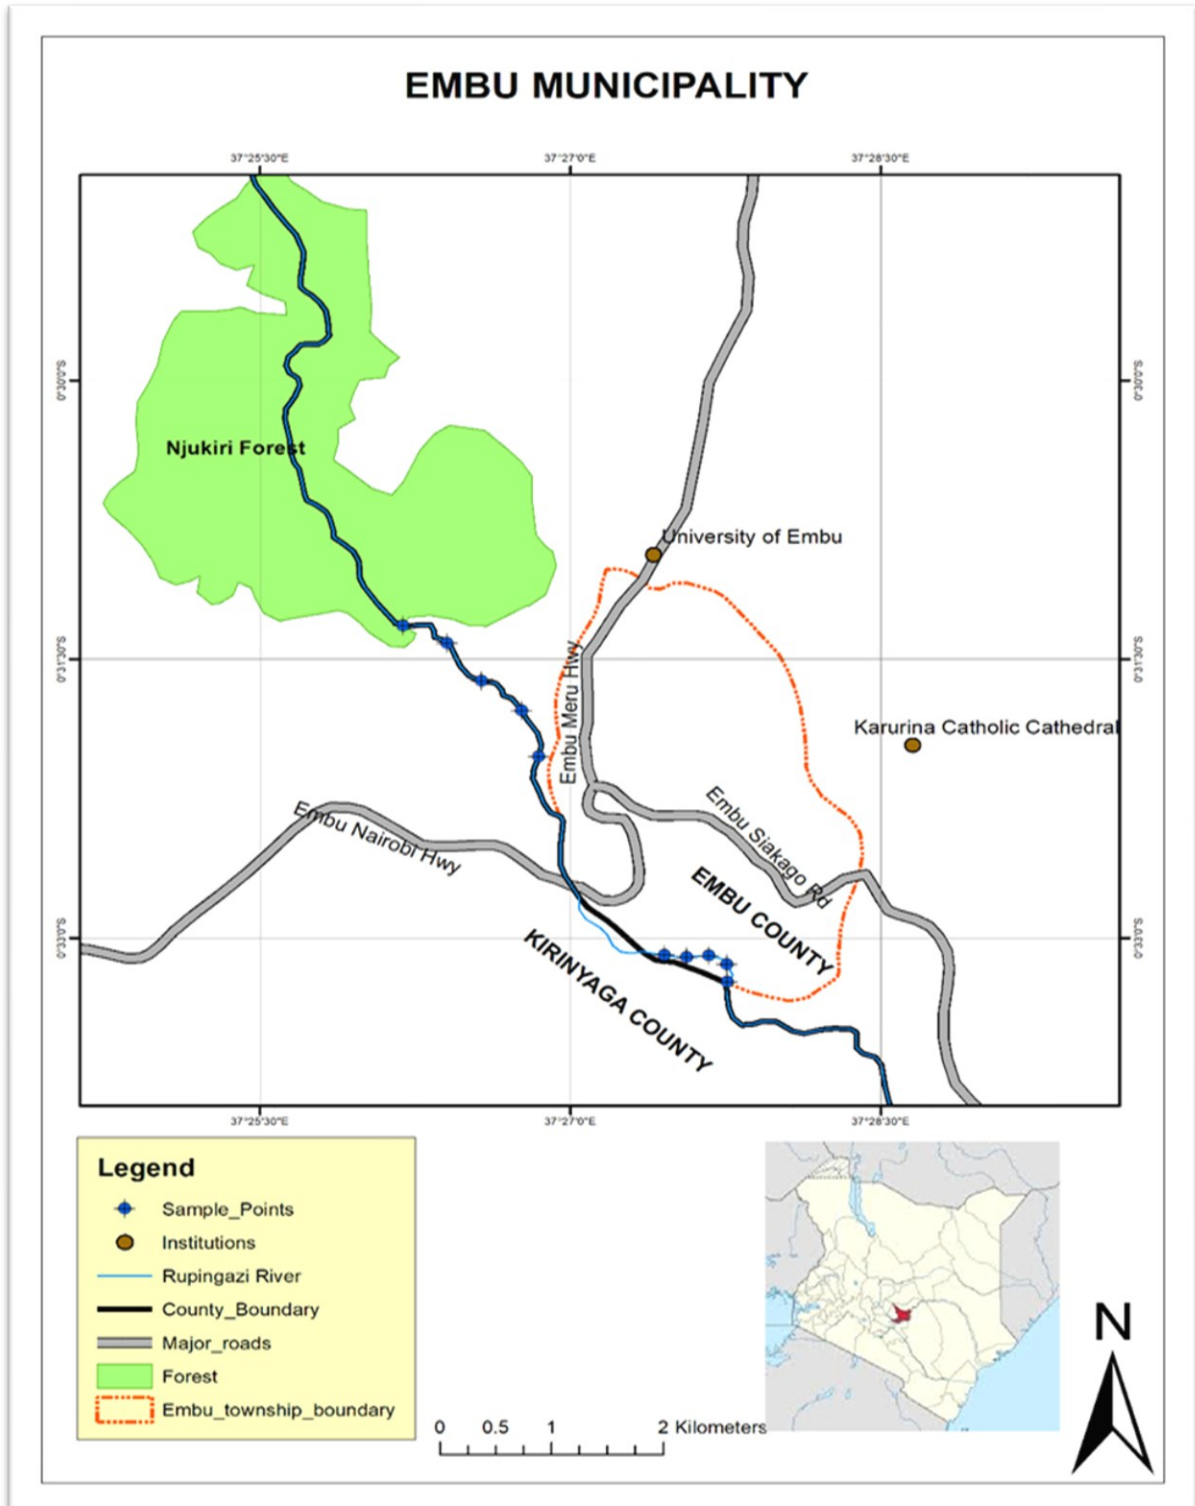 EMBU MUNICIPALITY
37°25'30"E
37°27'0"E
37°28'30"E
0°30'0"S
0°30'0"S
Njukiri Forest
University of Embu
0°31'30"S
0°31'30"S
Embu Meru Hwy
Karurina Catholic Cathedral
Embu Nairobi Hwy
Embu Siakago Rd
EMBU COUNTY
KIRINYAGA COUNTY
0°33'0"S
0°33'0"S
37°25'30"E
37°27'0"E
37°28'30"E
Legend
Sample_Points
Institutions
Rupingazi River
County_Boundary
Major_roads
Forest
Embu_township_boundary
0 0.5 1 2 Kilometers
N